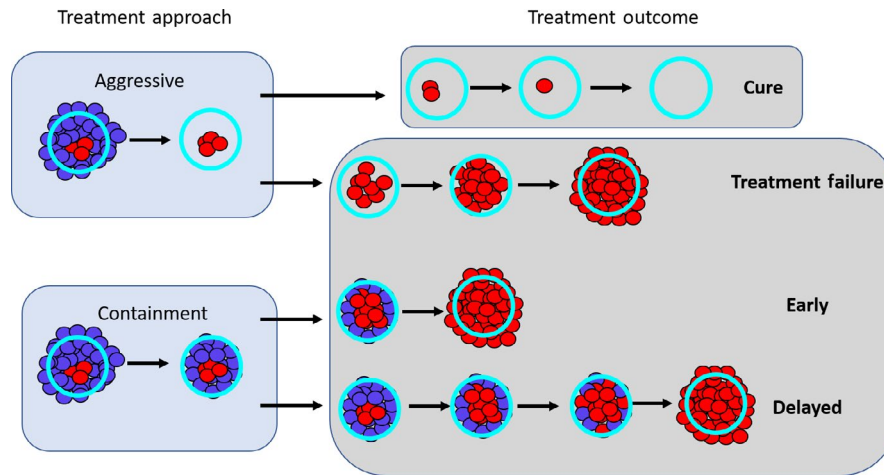 Treatment approach
Treatment outcome
Aggressive
Cure
Treatment failure
Containment
Early
Delayed